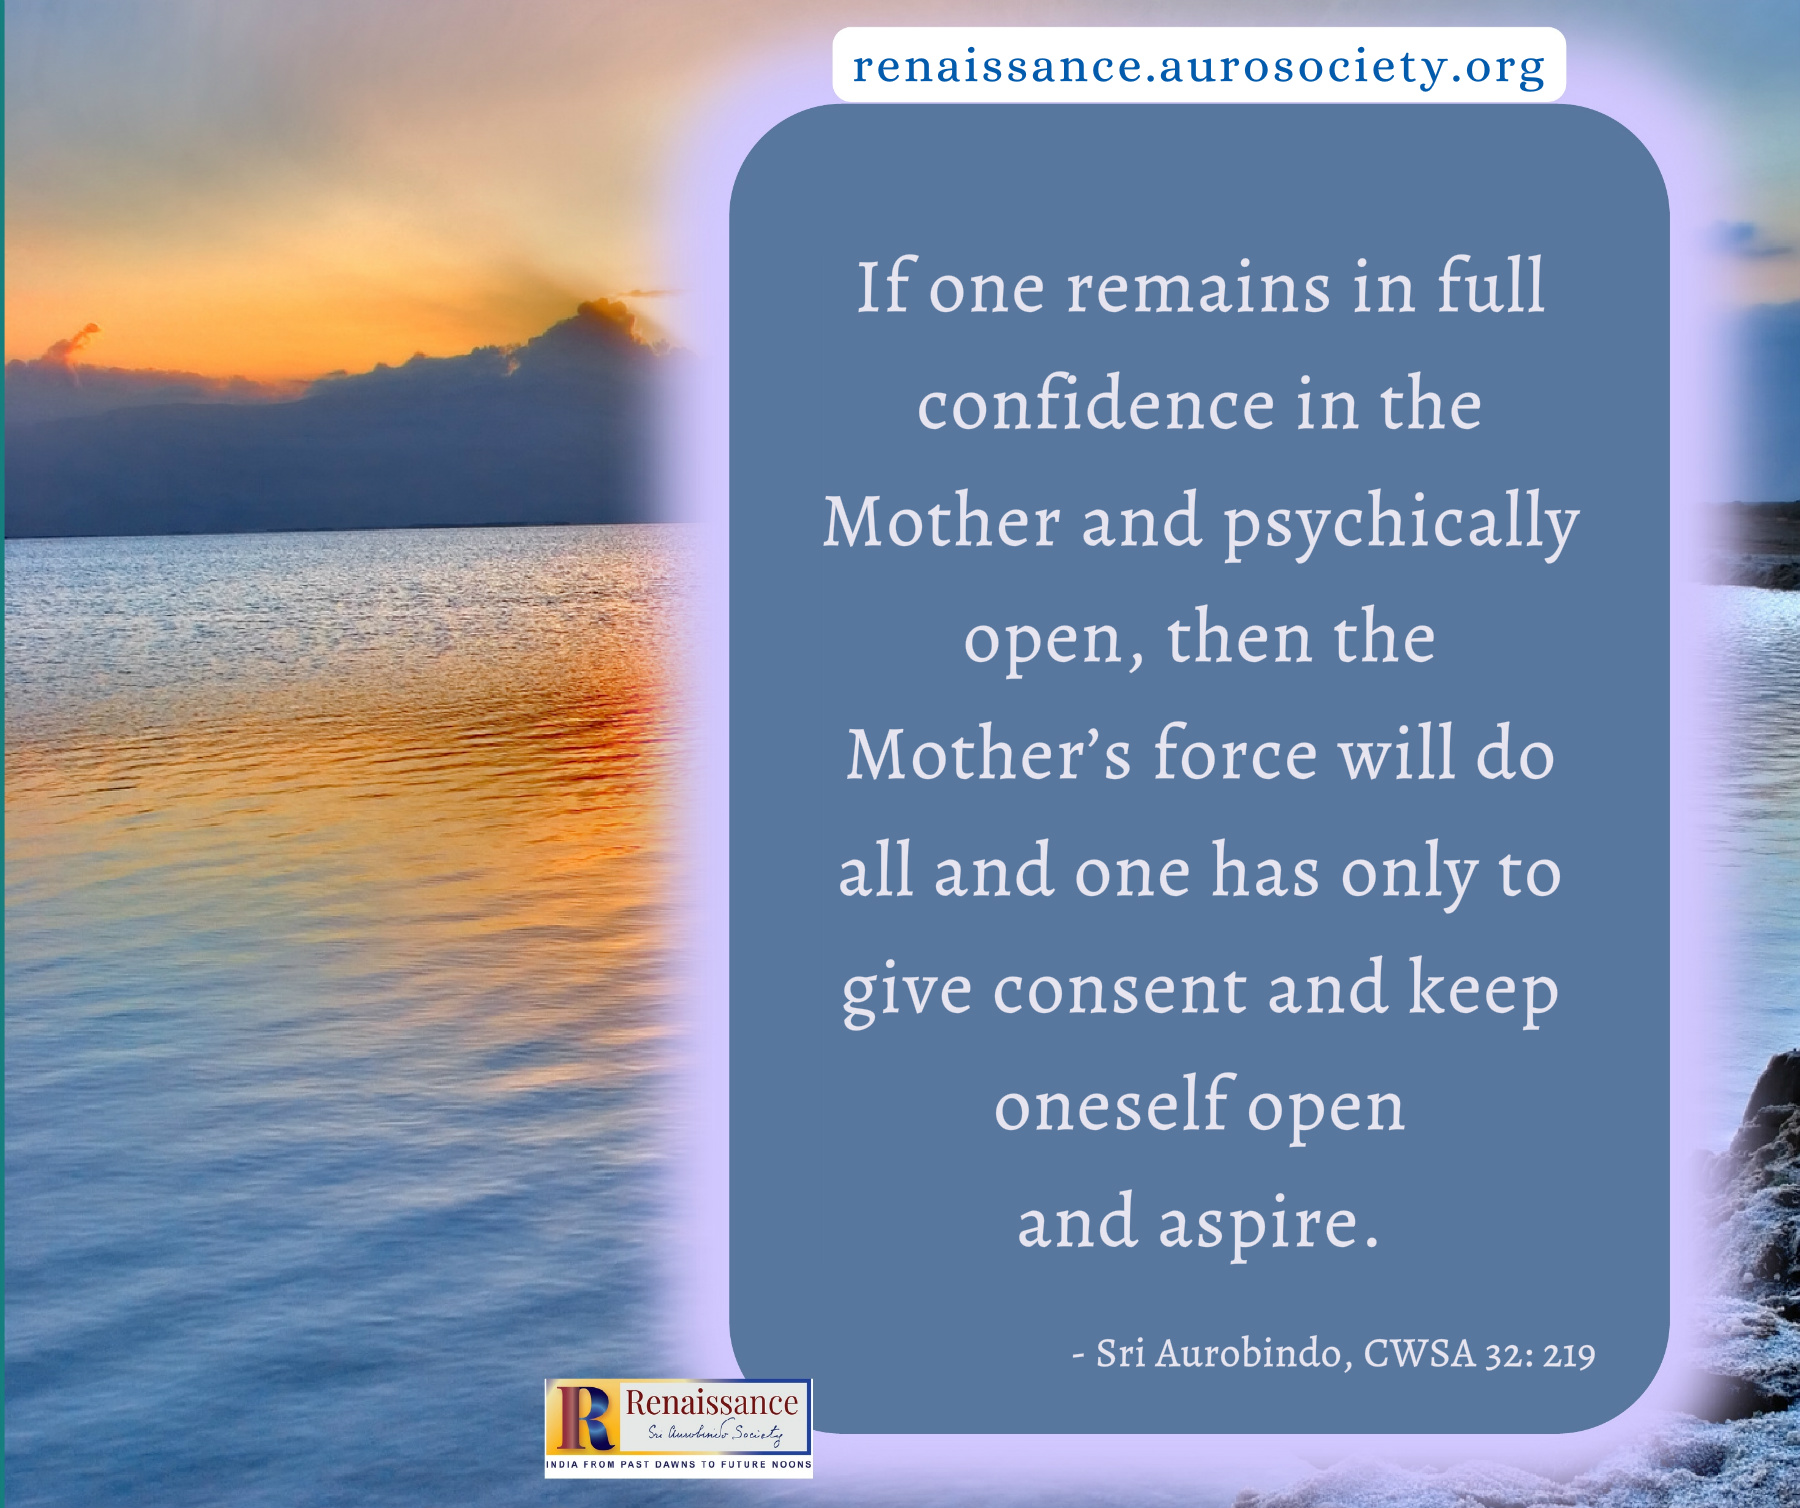 renaissance.aurosociety.org
If one remains in full
confidence in the
Mother and psychically
open, then the
Mother’s force will do
all and one has only to
give consent and keep
oneself open
and aspire.
- Sri Aurobindo, CWSA 32: 219
R Renaissance
Sri Aurobindo Society
INDIA FROM PAST DAWNS TO FUTURE NOONS